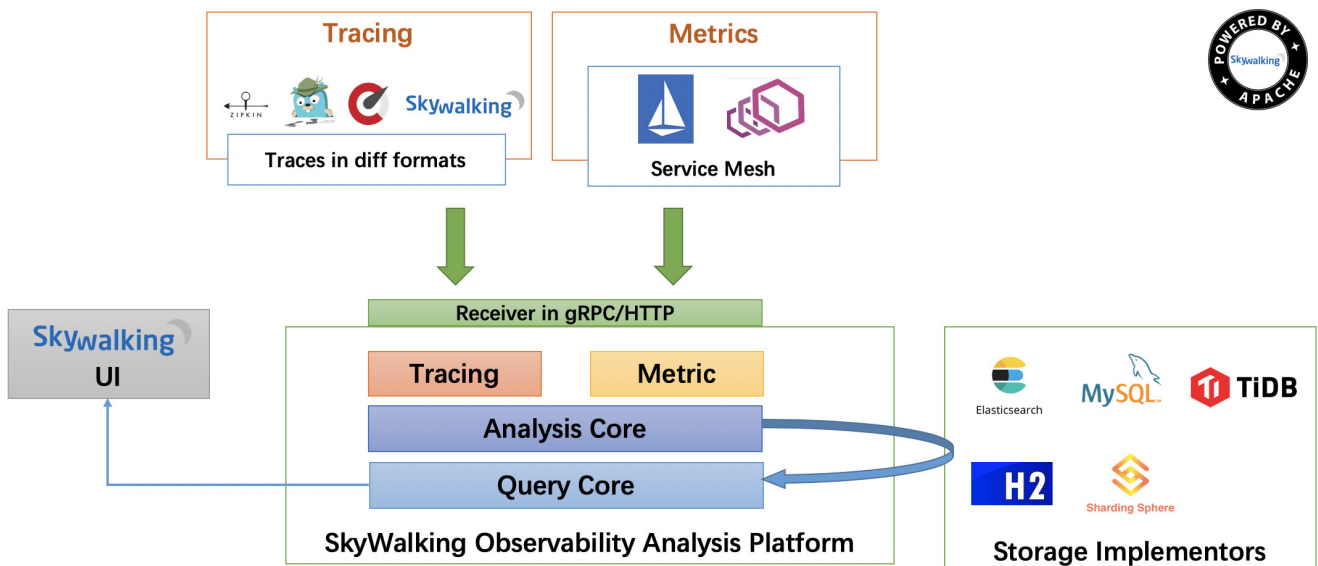 Tracing
Metrics
POWERED BY
Skywalking
APACHE
ZIPKIN
Skywalking
Traces in diff formats
Service Mesh
Receiver in gRPC/HTTP
Skywalking
UI
Tracing
Metric
Analysis Core
Query Core
SkyWalking Observability Analysis Platform
Elasticsearch
MySQL
TiDB
H2
Sharding Sphere
Storage Implementors